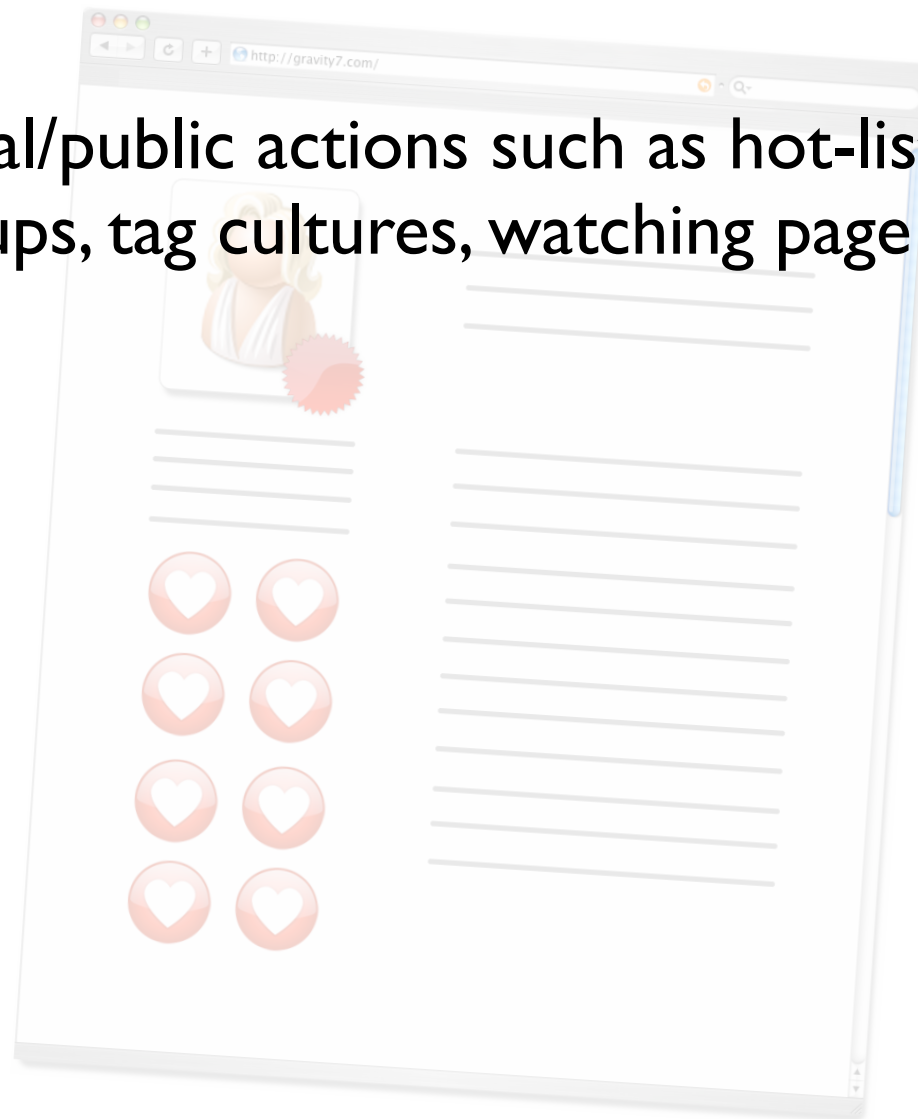 http://gravity7.com/
al/public actions such as hot-lis
ups, tag cultures, watching page